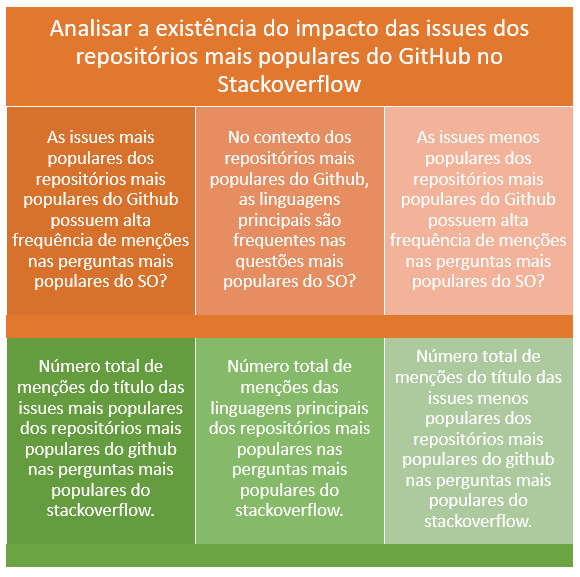 Analisar a existência do impacto das issues dos
repositórios mais populares do GitHub no
Stackoverflow
As issues mais
populares dos
repositórios mais
populares do Github
possuem alta
frequência de menções
nas perguntas mais
populares do SO?
No contexto dos
repositórios mais
populares do Github,
as linguagens
principais são
frequentes nas
questões mais
populares do SO?
As issues menos
populares dos
repositórios mais
populares do Github
possuem alta
frequência de menções
nas perguntas mais
populares do SO?
Número total de
menções do título das
issues mais populares
dos repositórios mais
populares do github
nas perguntas mais
populares do
stackoverflow.
Número total de
menções das
linguagens principais
dos repositórios mais
populares nas
perguntas mais
populares do
stackoverflow.
Número total de
menções do título das
issues menos
populares dos
repositórios mais
populares do github
nas perguntas mais
populares do
stackoverflow.